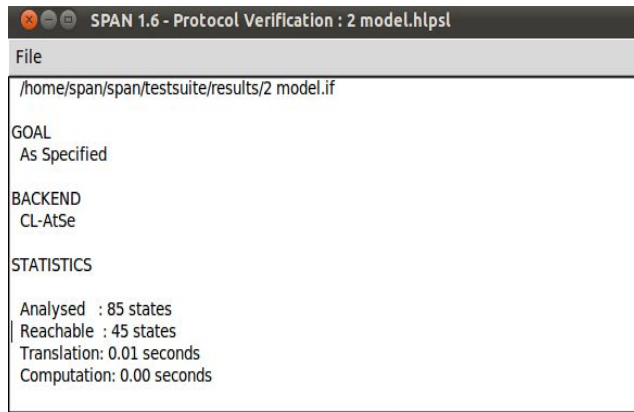 SPAN 1.6 - Protocol Verification : 2 model.hlpsl
File
/home/span/span/testsuite/results/2 model.if
GOAL
As Specified
BACKEND
CL-AtSe
STATISTICS
Analysed : 85 states
Reachable : 45 states
Translation: 0.01 seconds
Computation: 0.00 seconds